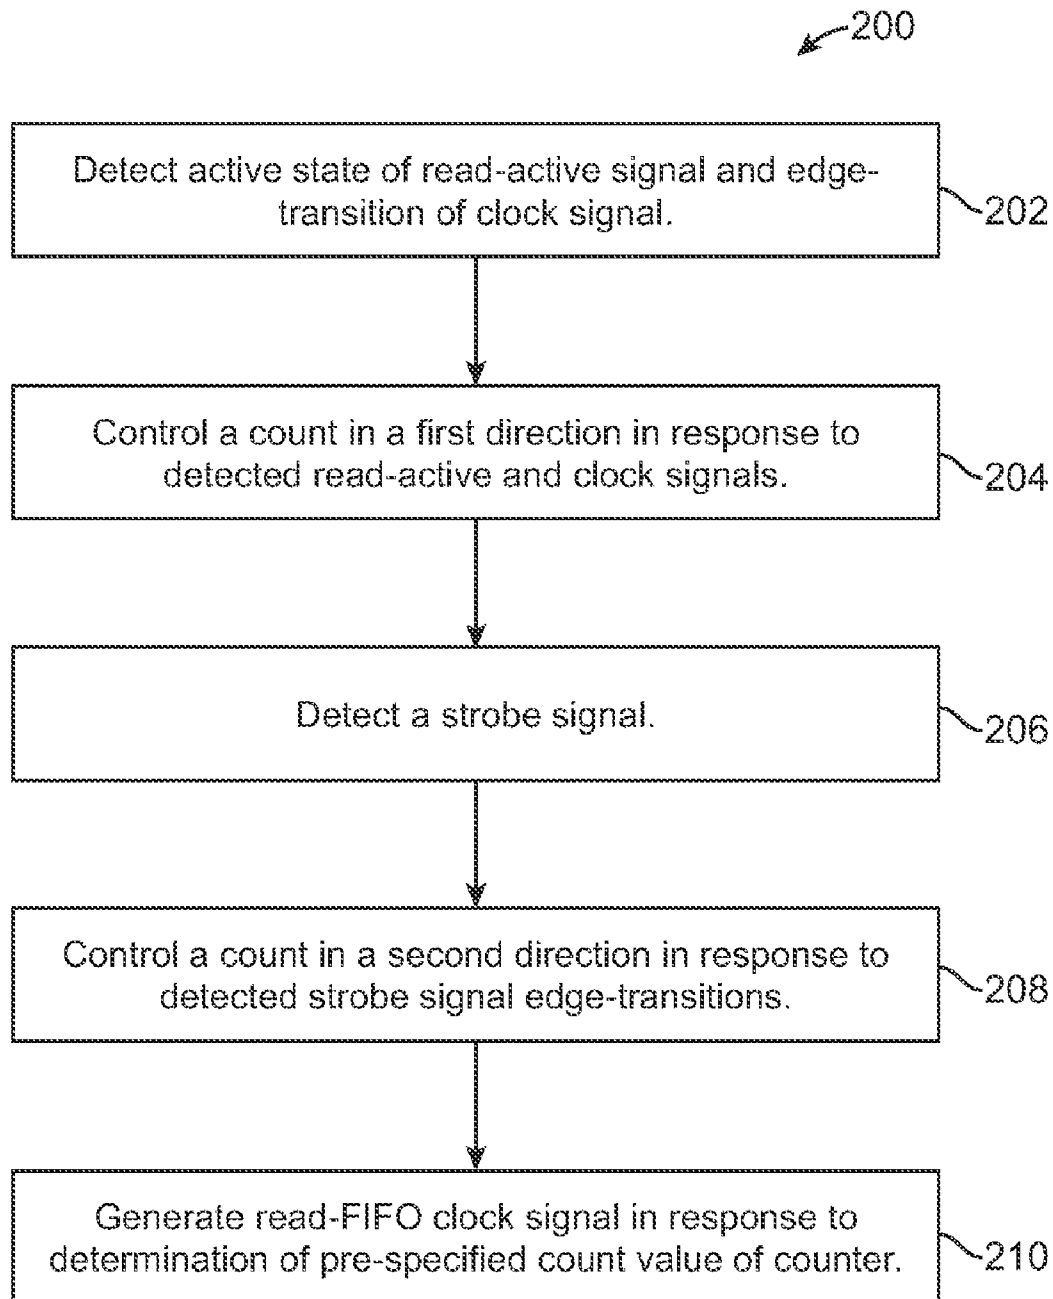 200
Detect active state of read-active signal and edge-
transition of clock signal.
202
Control a count in a first direction in response to
detected read-active and clock signals.
204
Detect a strobe signal.
206
Control a count in a second direction in response to
detected strobe signal edge-transitions.
208
Generate read-FIFO clock signal in response to
determination of pre-specified count value of counter.
210